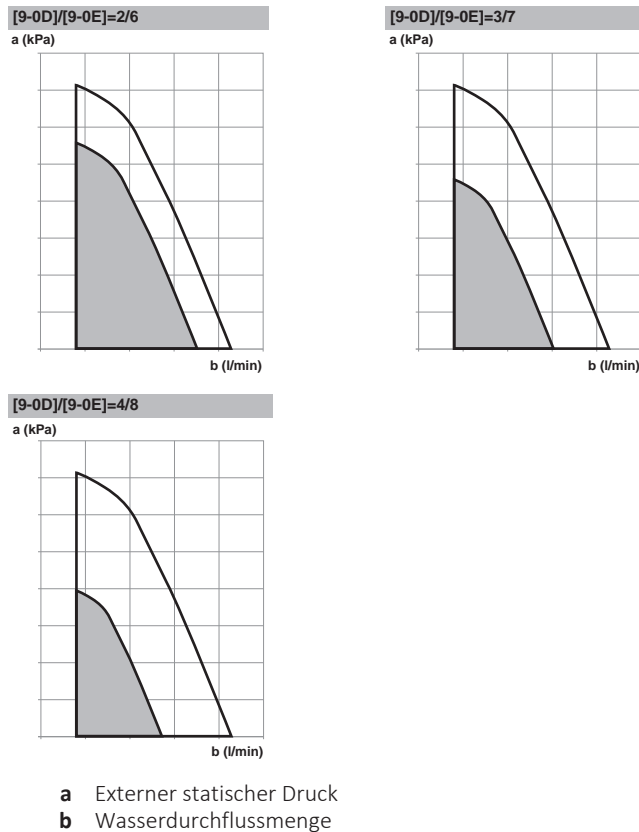 [9-0D]/[9-0E]=2/6
a (kPa)
b (l/min)
[9-0D]/[9-0E]=3/7
a (kPa)
b (l/min)
[9-0D]/[9-0E]=4/8
a (kPa)
b (l/min)
a Externer statischer Druck
b Wasserdurchflussmenge